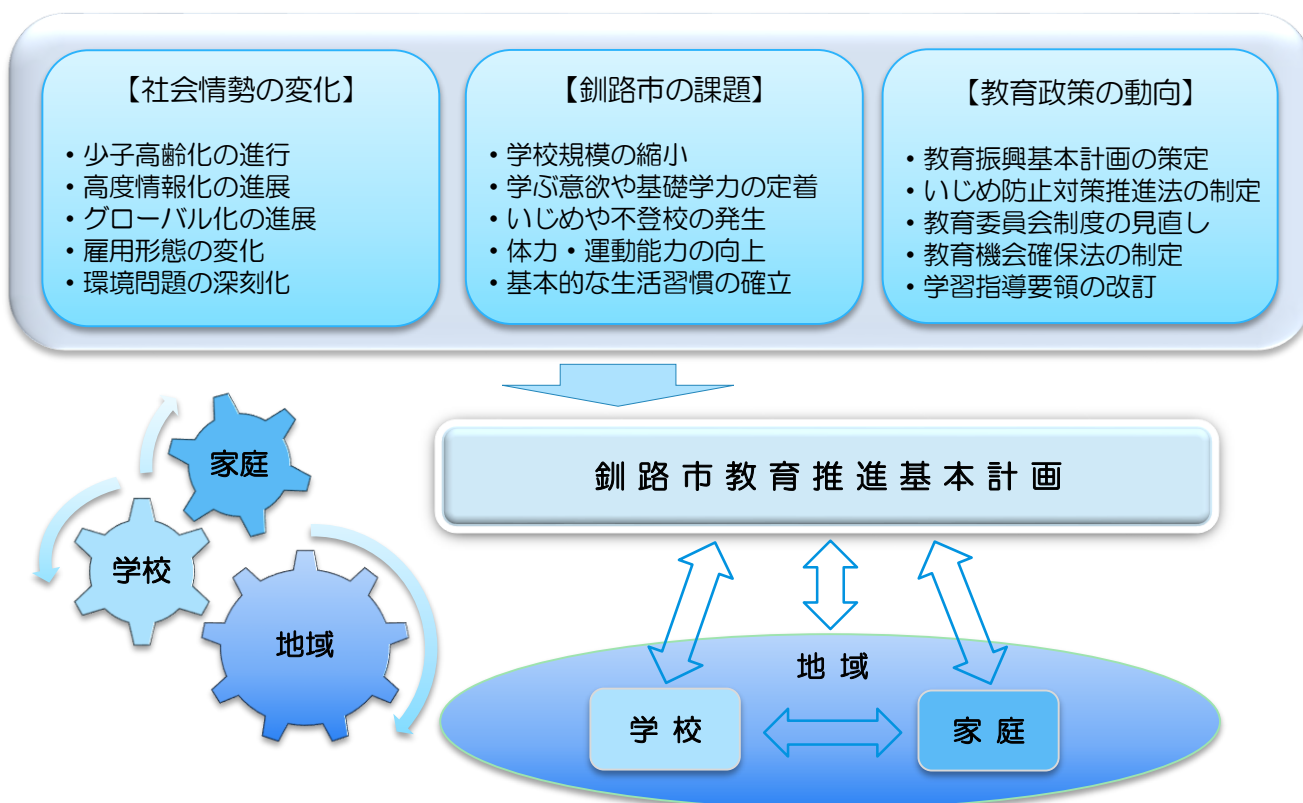 【社会情勢の変化】
・少子高齢化の進行
・高度情報化の進展
・グローバル化の進展
・雇用形態の変化
・環境問題の深刻化
【釧路市の課題】
・学校規模の縮小
・学ぶ意欲や基礎学力の定着
・いじめや不登校の発生
・体力・運動能力の向上
・基本的な生活習慣の確立
【教育政策の動向】
・教育振興基本計画の策定
・いじめ防止対策推進法の制定
・教育委員会制度の見直し
・教育機会確保法の制定
・学習指導要領の改訂
家庭
学校
地域
釧路市教育推進基本計画
地域
学校
家庭